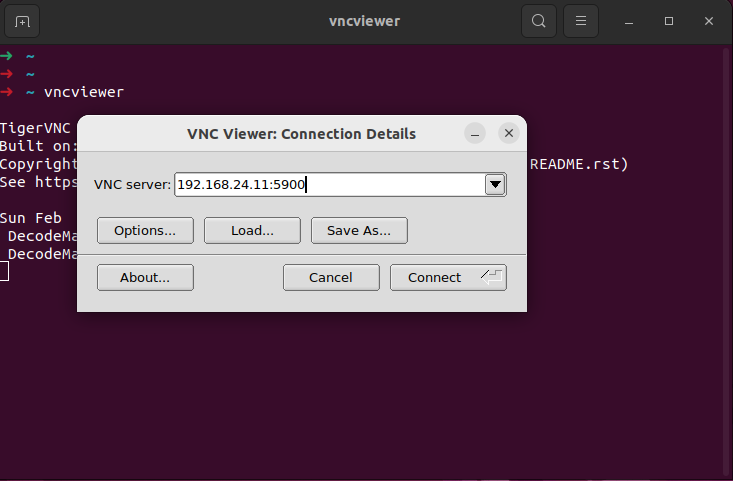 vncviewer
➜ ~
➜ ~
➜ ~ vncviewer
TigerVNC
Built on:
Copyright README.rst)
See https
Sun Feb
DecodeMa
DecodeMa
VNC Viewer: Connection Details
VNC server: 192.168.24.11:5900
Options... Load... Save As...
About... Cancel Connect